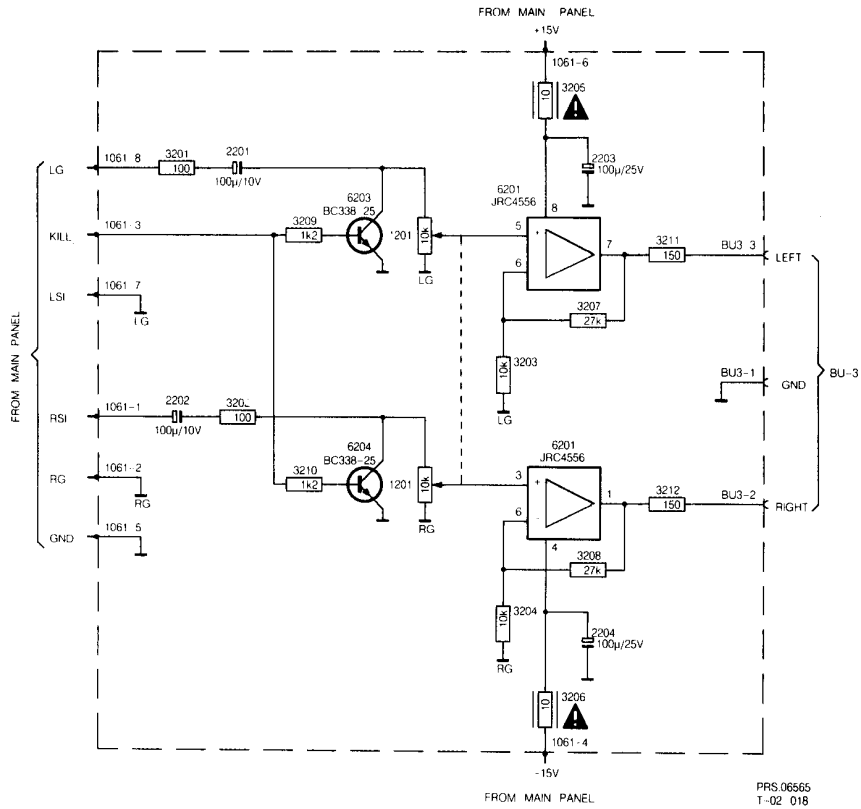 FROM MAIN PANEL
+15V
1061-6
3205
10
LG
1061 8
3201
100
2201
100µ/10V
2203
100µ/25V
6201
JRC4556
8
6203
BC338 25
KILL
1061-3
3209
1k2
1201
10k
5
+
6
7
3211
150
BU3 3
LEFT
LSI
1061 7
LG
LG
3207
27k
3203
10k
LG
FROM MAIN PANEL
BU3-1
GND
BU-3
RSI
1061-1
2202
100µ/10V
100
6204
BC338-25
6201
JRC4556
RG
1061-2
RG
3210
1k2
1201
10k
RG
3
+
6
-
1
4
3212
150
BU3-2
RIGHT
GND
1061 5
3208
27k
3204
10k
RG
2204
100µ/25V
3206
10
1061-4
-15V
FROM MAIN PANEL
PRS.06565
T-02 018